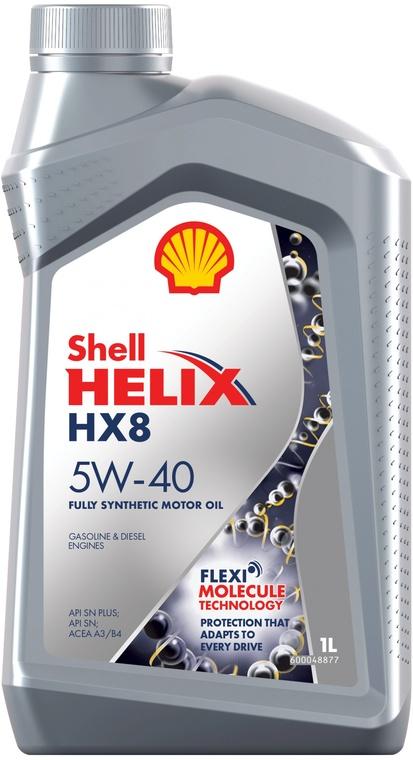 Shell
HELIX
HX8
5W-40
FULLY SYNTHETIC MOTOR OIL
GASOLINE & DIESEL
ENGINES
API SN PLUS;
API SN;
ACEA A3/B4
FLEXI
MOLECULE
TECHNOLOGY
PROTECTION THAT
ADAPTS TO
EVERY DRIVE
1L
600048877